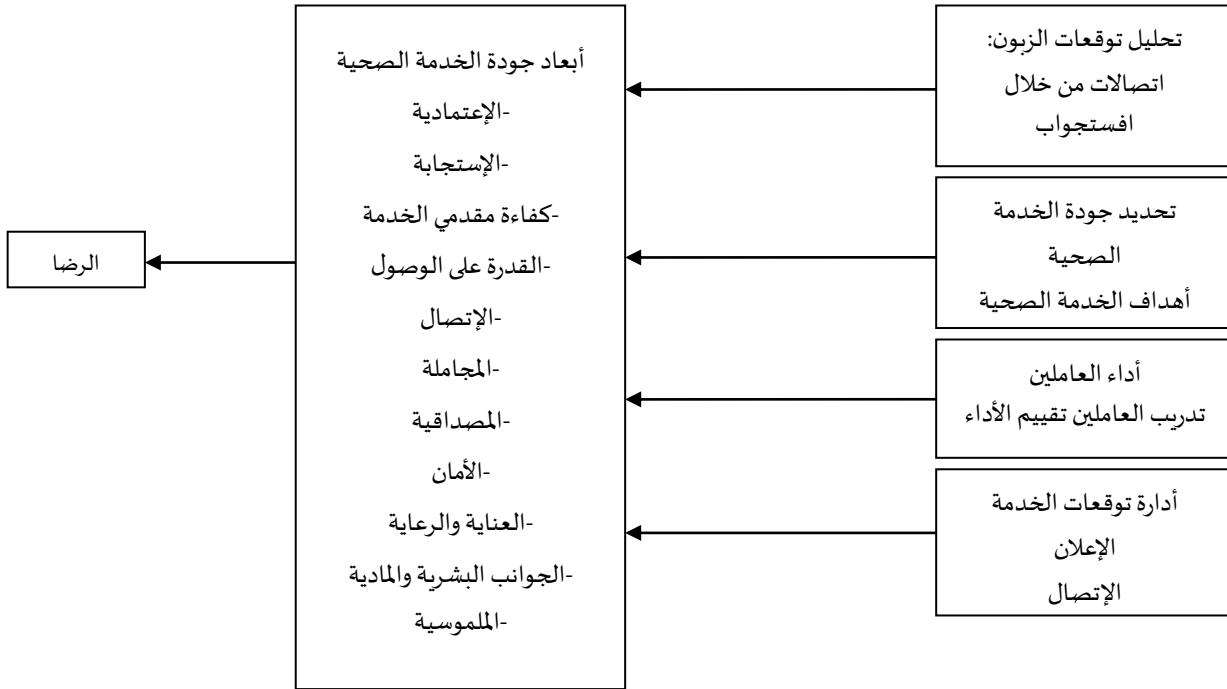 تحليل توقعات الزبون:
اتصالات من خلال
افستجواب
تحديد جودة الخدمة
الصحية
أهداف الخدمة الصحية
أداء العاملين
تدريب العاملين تقييم الأداء
أدارة توقعات الخدمة
الإعلان
الإتصال
أبعاد جودة الخدمة الصحية
-الإعتمادية
-الإستجابة
-كفاءة مقدمي الخدمة
-القدرة على الوصول
-الإتصال
-المجاملة
-المصداقية
-الأمان
-العناية والرعاية
-الجوانب البشرية والمادية
-الملموسية
الرضا